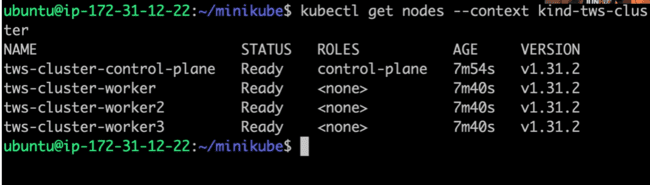 ubuntu@ip-172-31-12-22:~/minikube$ kubectl get nodes --context kind-tws-clus
ter
NAME STATUS ROLES AGE VERSION
tws-cluster-control-plane Ready control-plane 7m54s v1.31.2
tws-cluster-worker Ready <none> 7m40s v1.31.2
tws-cluster-worker2 Ready <none> 7m40s v1.31.2
tws-cluster-worker3 Ready <none> 7m40s v1.31.2
ubuntu@ip-172-31-12-22:~/minikube$